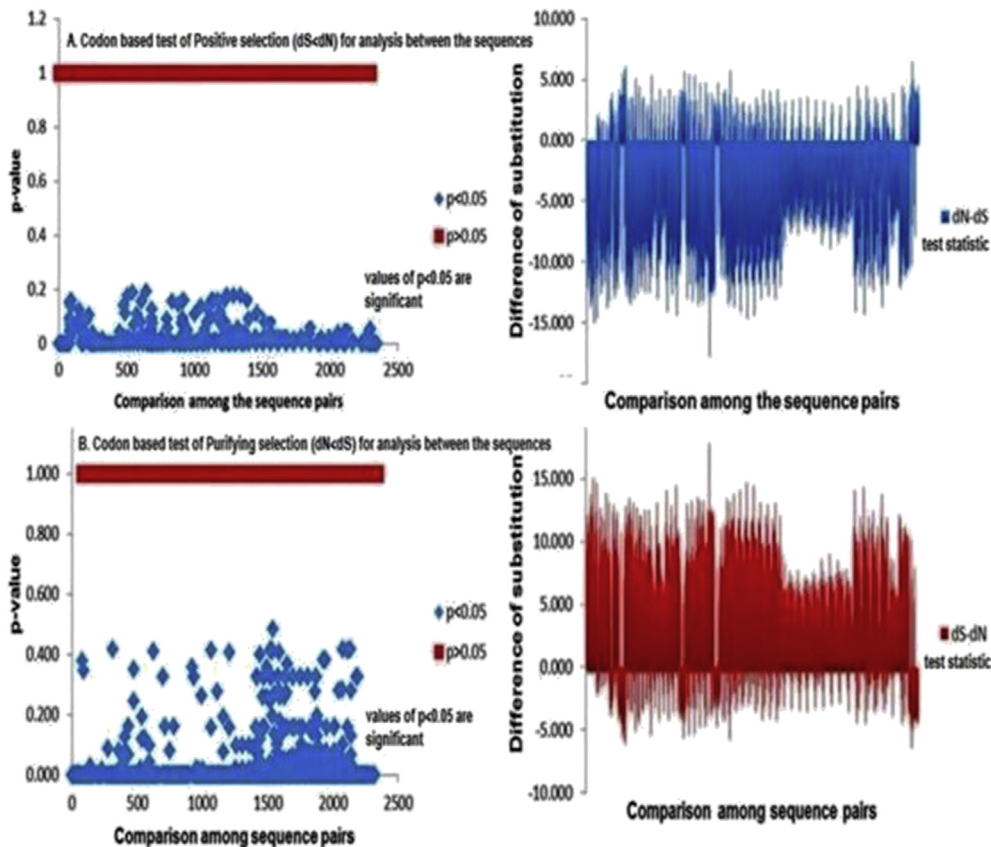 A. Codon based test of Positive selection (dS<dN) for analysis between the sequences
1.2
1
0.8
0.6
0.4
0.2
0
p-value
0
500
1000
1500
2000
2500
Comparison among the sequence pairs
p<0.05
p>0.05
values of p<0.05 are
significant
10.000
5.000
0.000
-5.000
-10.000
-15.000
Difference of substitution
dN-dS
test statistic
Comparison among the sequence pairs
B. Codon based test of Purifying selection (dN<dS) for analysis between the sequences
1.000
0.800
0.600
0.400
0.200
0.000
p-value
0
500
1000
1500
2000
2500
Comparison among sequence pairs
p<0.05
p>0.05
values of p<0.05 are
significant
15.000
10.000
5.000
0.000
-5.000
-10.000
Difference of substitution
dS-dN
test statistic
Comparison among sequence pairs